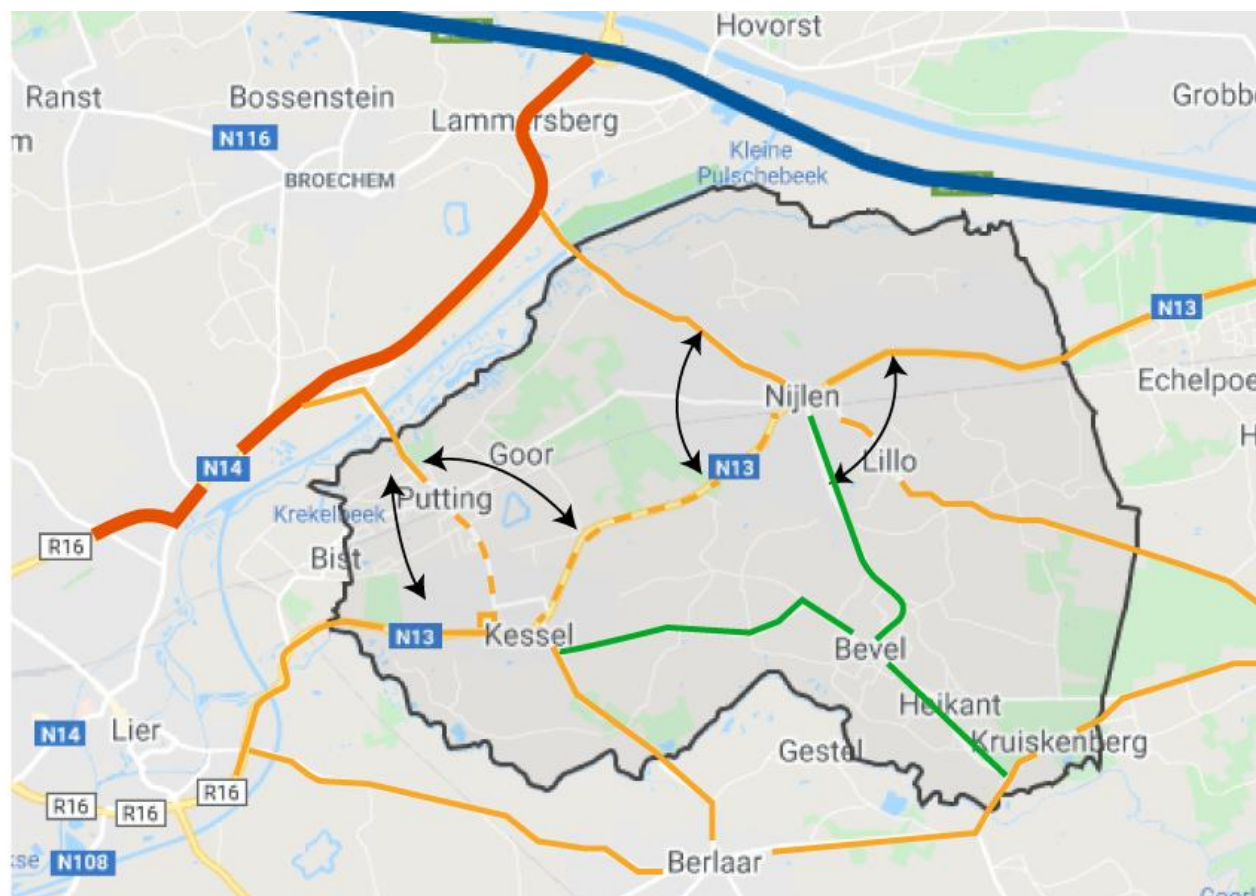 Hovorst
Ranst
Bossenstein
Grobbe
Lammersberg
m
N116
Kleine
Pulschebeek
BROECHEM
N13
Echelpoe
Nijlen
H
Goor
N13
Lillo
N14
Putting
Krekelbeek
R16
Bist
N13
Kessel
Bevel
Heikant
N14
Lier
Gestel
Kruiskenberg
R16
R16
R16
N108
Berlaar